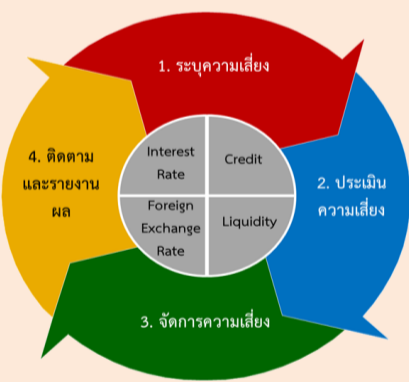 1. ระบุความเสี่ยง
2. ประเมิน
ความเสี่ยง
3. จัดการความเสี่ยง
4. ติดตาม
และรายงาน
ผล
Interest
Rate
Credit
Foreign
Exchange
Rate
Liquidity